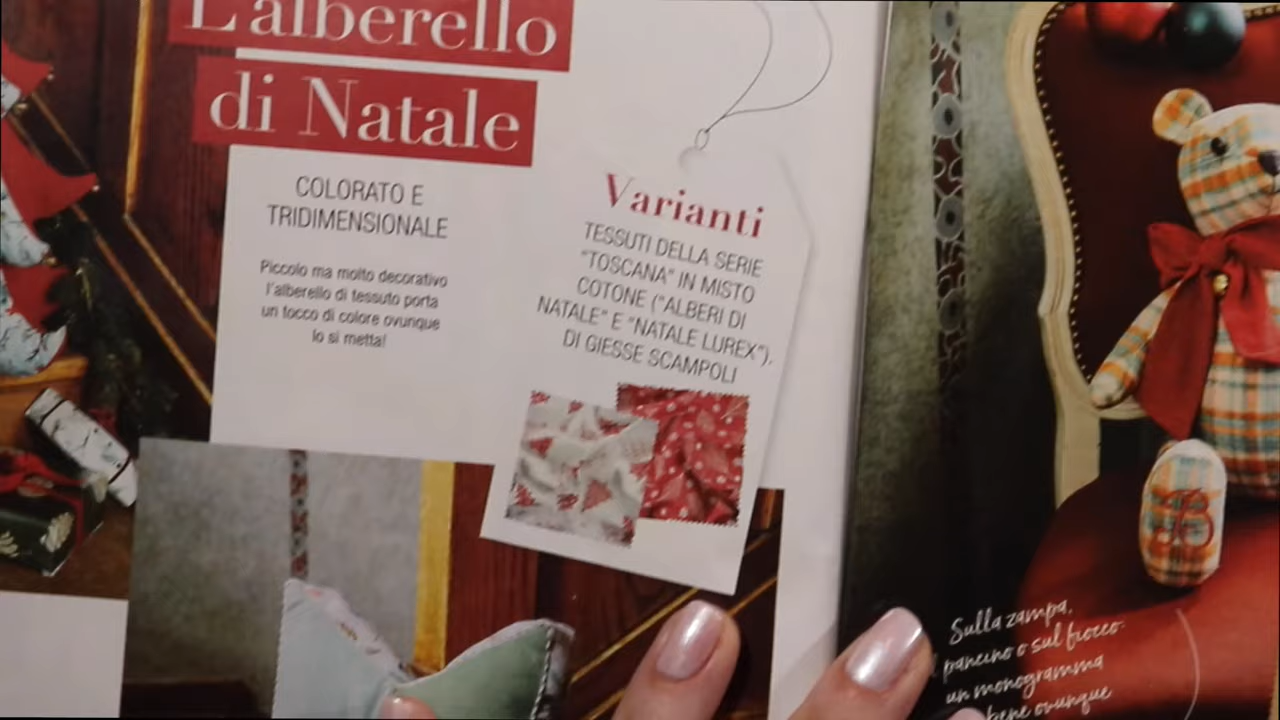 L'alberello
di Natale
COLORATO E
TRIDIMENSIONALE
Piccolo ma molto decorativo
l'alberello di tessuto porta
un tocco di colore ovunque
lo si metta!
Varianti
TESSUTI DELLA SERIE
"TOSCANA" IN MISTO
COTONE ("ALBERI DI
NATALE" E "NATALE LUREX").
DI GIESSE SCAMPOLI
Sulla zampa,
pancino o sul fiocco:
un monogramma
bene ovunque